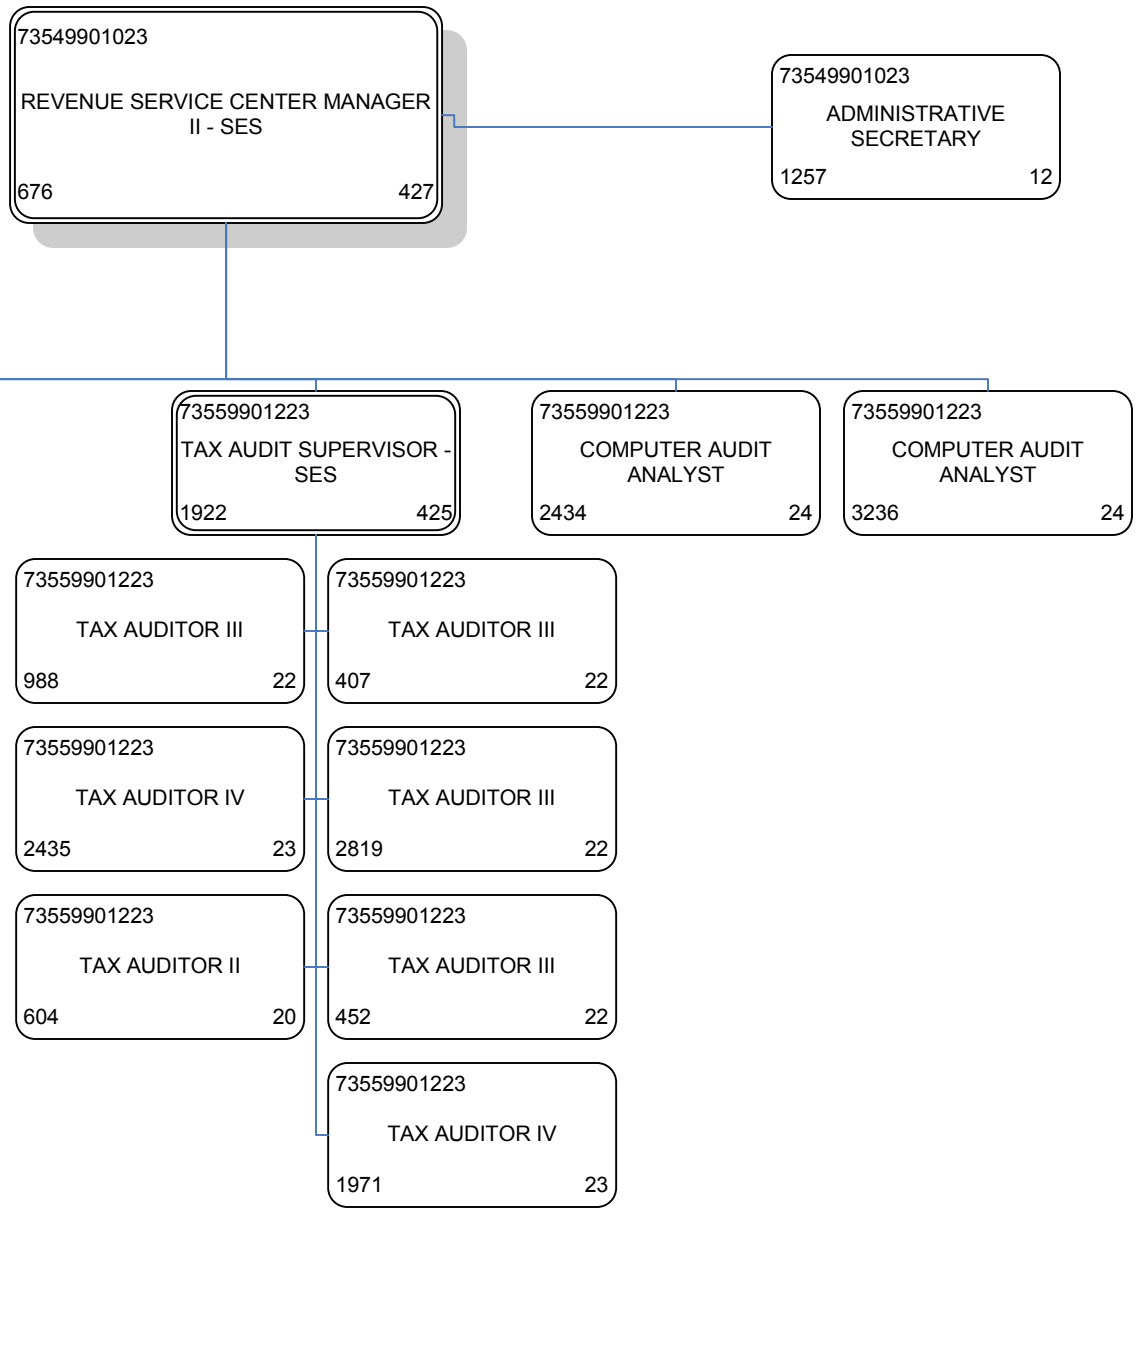 73549901023
REVENUE SERVICE CENTER MANAGER
II - SES
676 427
73549901023
ADMINISTRATIVE
SECRETARY
1257 12
73559901223
TAX AUDIT SUPERVISOR -
SES
1922 425
73559901223
COMPUTER AUDIT
ANALYST
2434 24
73559901223
COMPUTER AUDIT
ANALYST
3236 24
73559901223
TAX AUDITOR III
988 22
73559901223
TAX AUDITOR III
407 22
73559901223
TAX AUDITOR IV
2435 23
73559901223
TAX AUDITOR III
2819 22
73559901223
TAX AUDITOR II
604 20
73559901223
TAX AUDITOR III
452 22
73559901223
TAX AUDITOR IV
1971 23